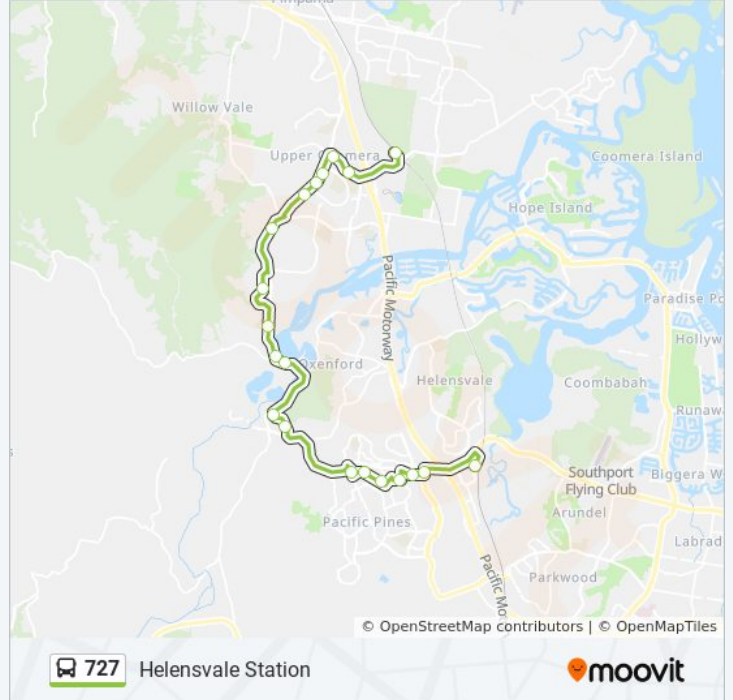 Pimpama
Willow Vale
Upper Coomera
Coomera Island
Hope Island
Pacific Motorway
Paradise Po
Hollyw
Oxenford
Helensvale
Coombabah
Runawa
Southport
Flying Club
Biggera W
Arundel
Pacific Pines
Labrad
Pacific Mo
Parkwood
s
© OpenStreetMap contributors | © OpenMapTiles
727 Helensvale Station
moovit